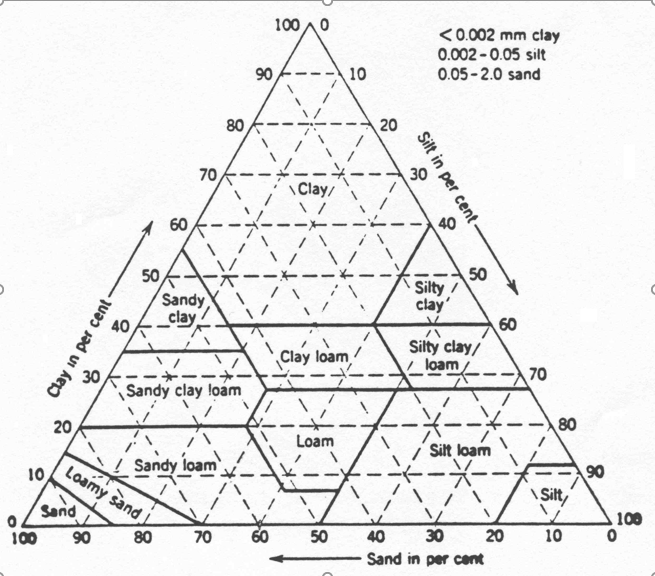 100 0
< 0.002 mm clay
0.002-0.05 silt
0.05-2.0 sand
90 10
80 20
Silt in per cent
70 30
Clay
60 40
50 50
Sandy
clay
Silty
clay
40 60
Clay in per cent
Clay loam
Silty clay
loam
30 70
Sandy clay loam
20 80
Loam
Silt loam
Sandy loam
10 90
Loamy sand
Silt
Sand
0 100
100 90 80 70 60 50 40 30 20 10 0
Sand in per cent